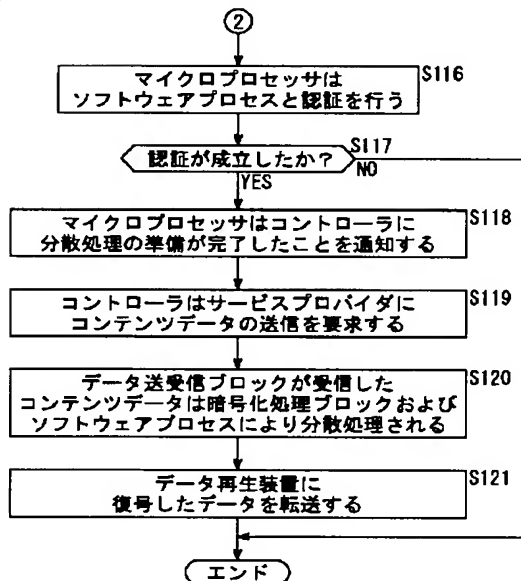 2
マイクロプロセッサは
ソフトウェアプロセスと認証を行う
S116
認証が成立したか？
S117
NO
YES
マイクロプロセッサはコントローラに
分散処理の準備が完了したことを通知する
S118
コントローラはサービスプロバイダに
コンテンツデータの送信を要求する
S119
データ送受信ブロックが受信した
コンテンツデータは暗号化処理ブロックおよび
ソフトウェアプロセスにより分散処理される
S120
データ再生装置に
復号したデータを転送する
S121
エンド